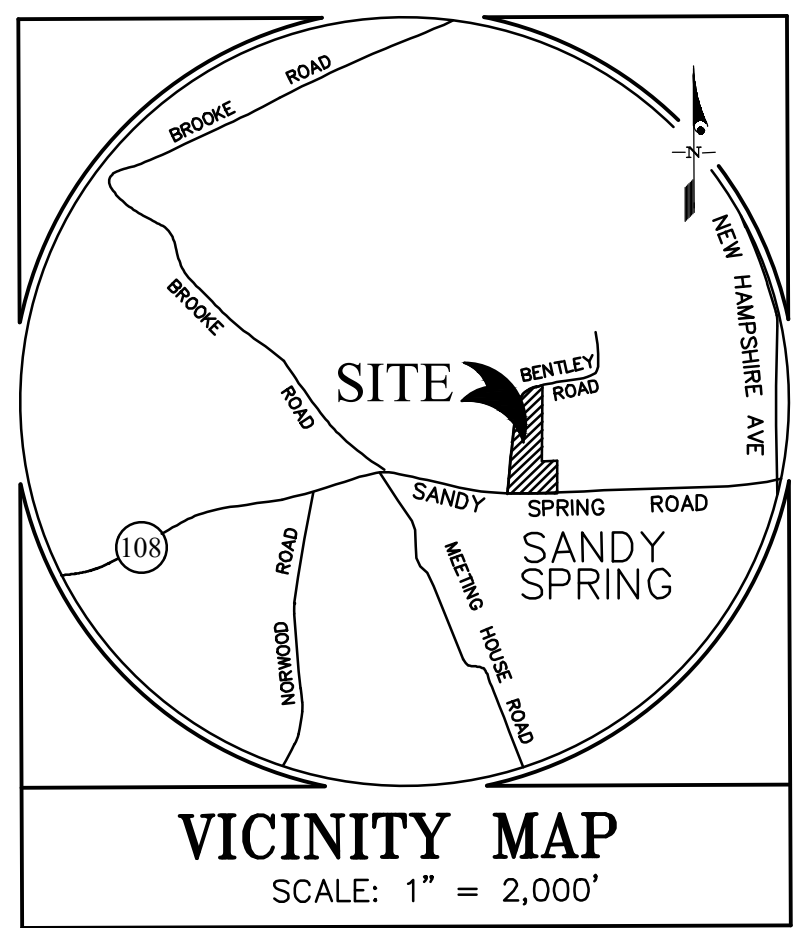 BROOKE ROAD
N
NEW HAMPSHIRE AVE
BROOKE ROAD
SITE
BENTLEY
ROAD
SANDY SPRING ROAD
108
SANDY
SPRING
NORWOOD ROAD
MEETING HOUSE ROAD
VICINITY MAP
SCALE: 1" = 2,000'